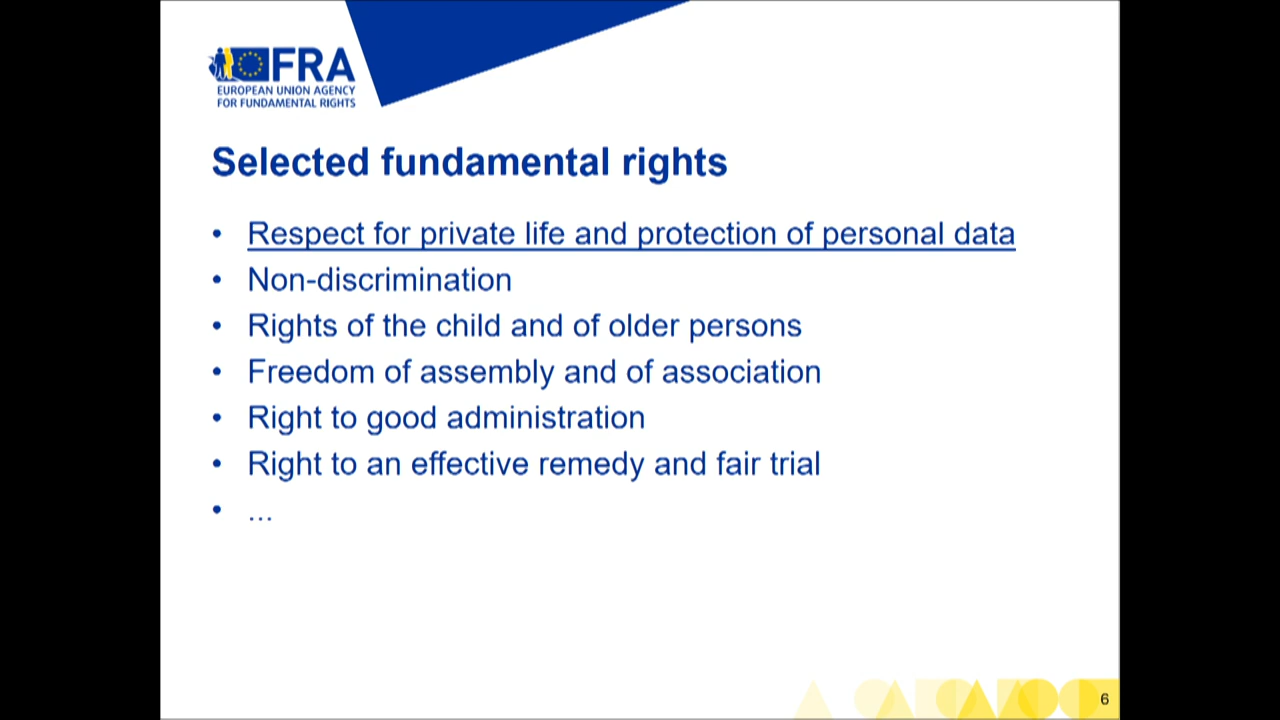 FRA
EUROPEAN UNION AGENCY
FOR FUNDAMENTAL RIGHTS
Selected fundamental rights
• Respect for private life and protection of personal data
• Non-discrimination
• Rights of the child and of older persons
• Freedom of assembly and of association
• Right to good administration
• Right to an effective remedy and fair trial
• ...
6